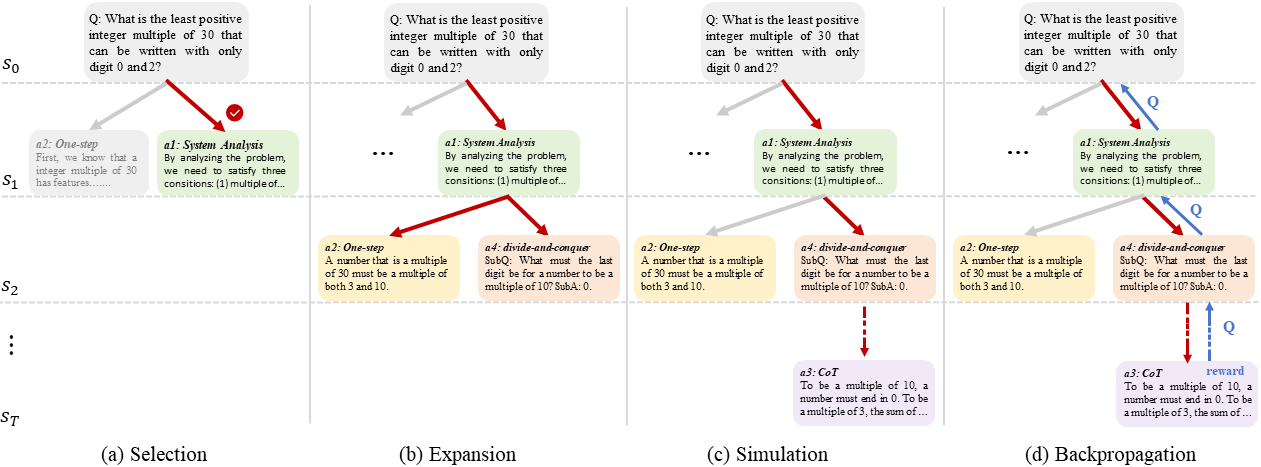 Q: What is the least positive
integer multiple of 30 that
can be written with only
digit 0 and 2?
a2: One-step
First, we know that a
integer multiple of 30
has features…….
a1: System Analysis
By analyzing the problem,
we need to satisfy three
consitions: (1) multiple of...
(a) Selection
Q: What is the least positive
integer multiple of 30 that
can be written with only
digit 0 and 2?
...
a1: System Analysis
By analyzing the problem,
we need to satisfy three
consitions: (1) multiple of...
a2: One-step
A number that is a multiple
of 30 must be a multiple of
both 3 and 10.
a4: divide-and-conquer
SubQ: What must the last
digit be for a number to be a
multiple of 10? SubA: 0.
(b) Expansion
Q: What is the least positive
integer multiple of 30 that
can be written with only
digit 0 and 2?
...
a1: System Analysis
By analyzing the problem,
we need to satisfy three
consitions: (1) multiple of...
a2: One-step
A number that is a multiple
of 30 must be a multiple of
both 3 and 10.
a4: divide-and-conquer
SubQ: What must the last
digit be for a number to be a
multiple of 10? SubA: 0.
a3: CoT
To be a multiple of 10, a
number must end in 0. To be
a multiple of 3, the sum of …
(c) Simulation
Q: What is the least positive
integer multiple of 30 that
can be written with only
digit 0 and 2?
Q
...
a1: System Analysis
By analyzing the problem,
we need to satisfy three
consitions: (1) multiple of...
Q
a2: One-step
A number that is a multiple
of 30 must be a multiple of
both 3 and 10.
a4: divide-and-conquer
SubQ: What must the last
digit be for a number to be a
multiple of 10? SubA: 0.
Q
reward
a3: CoT
To be a multiple of 10, a
number must end in 0. To be
a multiple of 3, the sum of …
(d) Backpropagation
s0
s1
s2
⋮
sT